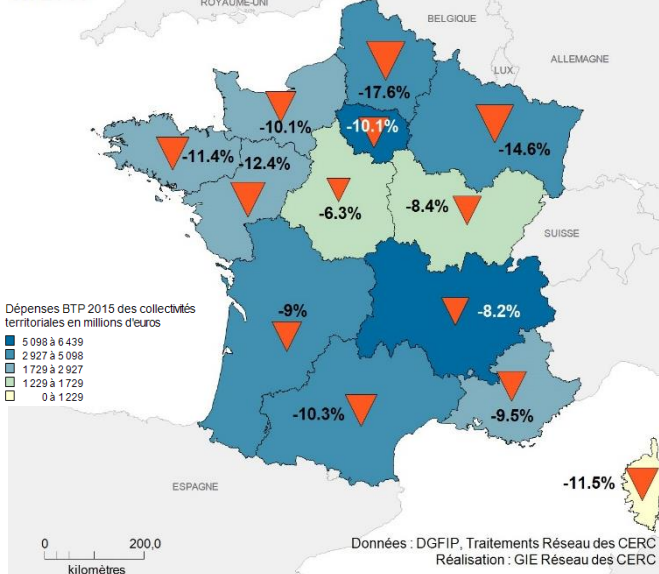 ROYAUME-UNI
BELGIQUE
ALLEMAGNE
LUX.
-17.6%
-10.1%
-10.1%
-14.6%
-11.4%
-12.4%
-6.3%
-8.4%
SUISSE
Dépenses BTP 2015 des collectivités
territoriales en millions d'euros
5 098 à 6 439
2 927 à 5 098
1 729 à 2 927
1 229 à 1 729
0 à 1 229
-9%
-8.2%
-10.3%
-9.5%
ESPAGNE
-11.5%
0 200,0
kilomètres
Données : DGFIP, Traitements Réseau des CERC
Réalisation : GIE Réseau des CERC